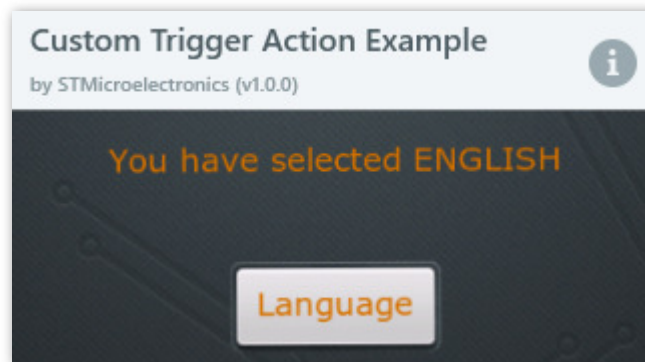 Custom Trigger Action Example
by STMicroelectronics (v1.0.0)
You have selected ENGLISH
Language